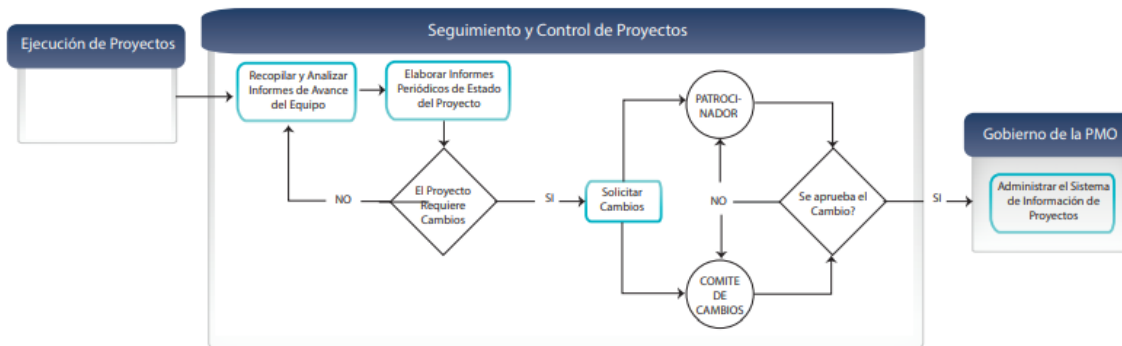 Ejecución de Proyectos
Seguimiento y Control de Proyectos
Recopilar y Analizar
Informes de Avance
del Equipo
Elaborar Informes
Periódicos de Estado
del Proyecto
El Proyecto
Requiere
Cambios
NO
SI
Solicitar
Cambios
PATROCI-
NADOR
NO
COMITE
DE
CAMBIOS
Se aprueba el
Cambio?
SI
Gobierno de la PMO
Administrar el Sistema
de Información de
Proyectos